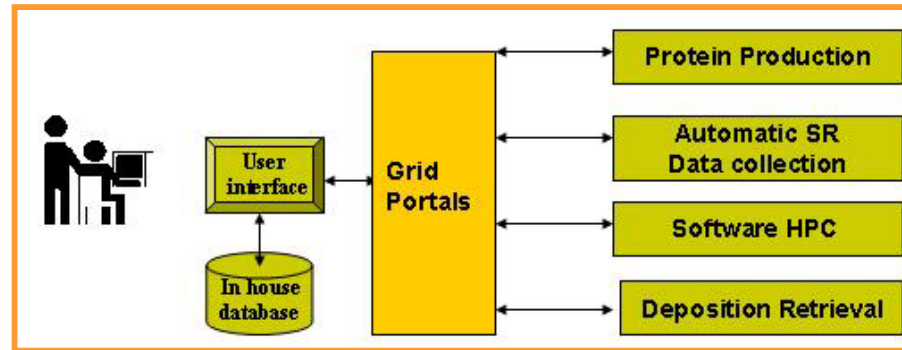 User
interface
In house
database
Grid
Portals
Protein Production
Automatic SR
Data collection
Software HPC
Deposition Retrieval